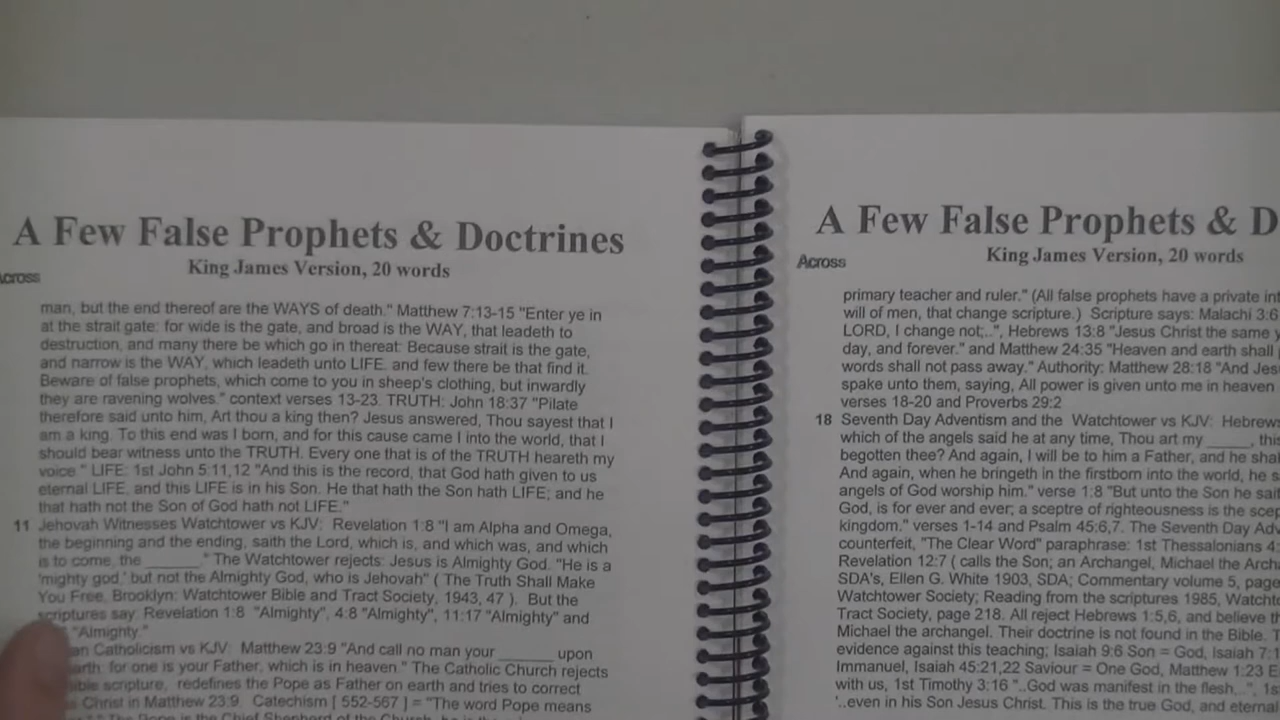 A Few False Prophets & Doctrines
King James Version, 20 words
Across
man, but the end thereof are the WAYS of death." Matthew 7:13-15 "Enter ye in
at the strait gate: for wide is the gate, and broad is the WAY, that leadeth to
destruction, and many there be which go in thereat: Because strait is the gate,
and narrow is the WAY, which leadeth unto LIFE, and few there be that find it.
Beware of false prophets, which come to you in sheep's clothing, but inwardly
they are ravening wolves." context verses 13-23. TRUTH: John 18:37 "Pilate
therefore said unto him, Art thou a king then? Jesus answered, Thou sayest that I
am a king. To this end was I born, and for this cause came I into the world, that I
should bear witness unto the TRUTH. Every one that is of the TRUTH heareth my
voice." LIFE: 1st John 5:11,12 "And this is the record, that God hath given to us
eternal LIFE, and this LIFE is in his Son. He that hath the Son hath LIFE; and he
that hath not the Son of God hath not LIFE."
11 Jehovah Witnesses Watchtower vs KJV: Revelation 1:8 "I am Alpha and Omega,
the beginning and the ending, saith the Lord, which is, and which was, and which
is to come, the ______." The Watchtower rejects: Jesus is Almighty God. "He is a
'mighty god,' but not the Almighty God, who is Jehovah" ( The Truth Shall Make
You Free, Brooklyn: Watchtower Bible and Tract Society, 1943, 47 ). But the
scriptures say: Revelation 1:8 "Almighty", 4:8 "Almighty", 11:17 "Almighty" and
"Almighty."
an Catholicism vs KJV: Matthew 23:9 "And call no man your ______ upon
earth: for one is your Father, which is in heaven." The Catholic Church rejects
ible scripture, redefines the Pope as Father on earth and tries to correct
Christ in Matthew 23:9. Catechism [ 552-567 ] = "The word Pope means
The Pope is the Chief Shepherd of the Church, he is the
A Few False Prophets & D
King James Version, 20 words
Across
primary teacher and ruler." (All false prophets have a private int
will of men, that change scripture.) Scripture says: Malachi 3:6
LORD, I change not;..", Hebrews 13:8 "Jesus Christ the same y
day, and forever." and Matthew 24:35 "Heaven and earth shall
words shall not pass away." Authority: Matthew 28:18 "And Jes
spake unto them, saying, All power is given unto me in heaven
verses 18-20 and Proverbs 29:2
18 Seventh Day Adventism and the Watchtower vs KJV: Hebrews
which of the angels said he at any time, Thou art my _____, this
begotten thee? And again, I will be to him a Father, and he shal
And again, when he bringeth in the firstborn into the world, he s
angels of God worship him." verse 1:8 "But unto the Son he sai
God, is for ever and ever; a sceptre of righteousness is the scep
kingdom." verses 1-14 and Psalm 45:6,7. The Seventh Day Adv
counterfeit, "The Clear Word" paraphrase: 1st Thessalonians 4:
Revelation 12:7 ( calls the Son; an Archangel, Michael the Archa
SDA's, Ellen G. White 1903, SDA; Commentary volume 5, page
Watchtower Society; Reading from the scriptures 1985, Watchto
Tract Society, page 218. All reject Hebrews 1:5,6, and believe th
Michael the archangel. Their doctrine is not found in the Bible. T
evidence against this teaching; Isaiah 9:6 Son = God, Isaiah 7:1
Immanuel, Isaiah 45:21,22 Saviour = One God, Matthew 1:23 E
with us, 1st Timothy 3:16 "..God was manifest in the flesh,..", 1s
'..even in his Son Jesus Christ. This is the true God, and eternal